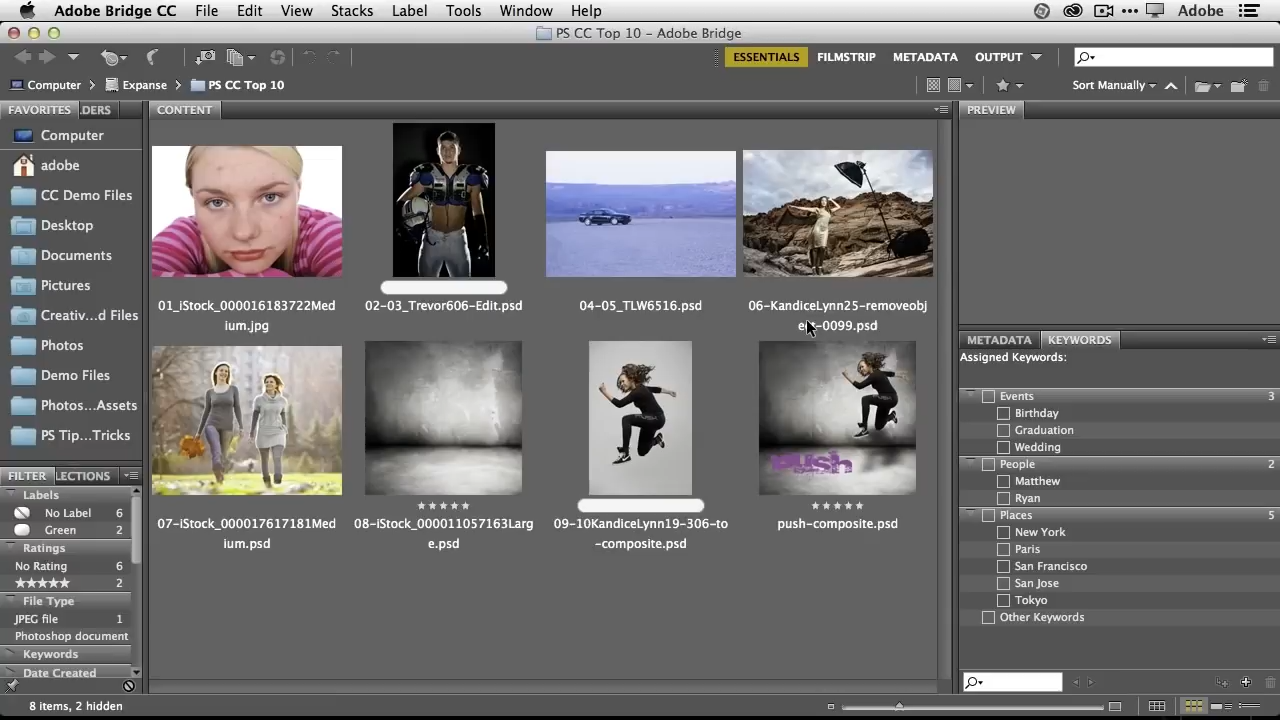 Adobe Bridge CC File Edit View Stacks Label Tools Window Help Adobe
PS CC Top 10 – Adobe Bridge
ESSENTIALS FILMSTRIP METADATA OUTPUT
Computer Expanse PS CC Top 10 Sort Manually
FAVORITES DERS CONTENT PREVIEW
Computer
adobe
CC Demo Files
Desktop
Documents
Pictures
Creativ...d Files
Photos
Demo Files
Photos...Assets
PS Tip...Tricks
FILTER LECTIONS
Labels
No Label 6
Green 2
Ratings
No Rating 6
★★★★★ 2
File Type
JPEG file 1
Photoshop document
Keywords
Date Created
01_iStock_000016183722Med
ium.jpg
02-03_Trevor606-Edit.psd
04-05_TLW6516.psd
06-KandiceLynn25-removeobj
-0099.psd
07-iStock_000017617181Med
ium.psd
08-iStock_000011057163Larg
e.psd
09-10KandiceLynn19-306-to
-composite.psd
push
push-composite.psd
METADATA KEYWORDS
Assigned Keywords:
Events 3
Birthday
Graduation
Wedding
People 2
Matthew
Ryan
Places 5
New York
Paris
San Francisco
San Jose
Tokyo
Other Keywords
8 items, 2 hidden